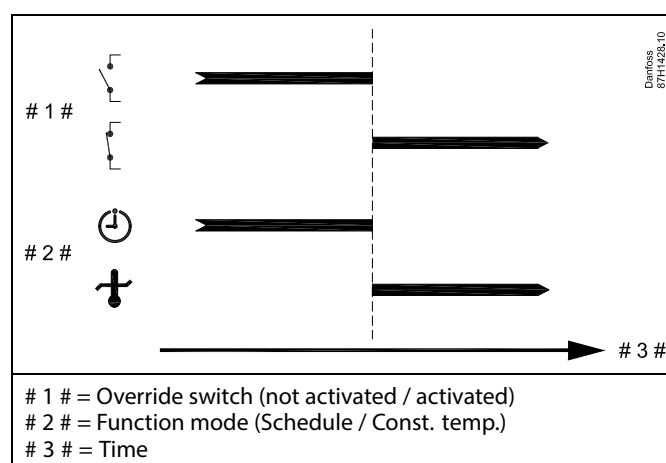 Danfoss
87H1428.10
# 1 #
# 2 #
# 3 #
# 1 # = Override switch (not activated / activated)
# 2 # = Function mode (Schedule / Const. temp.)
# 3 # = Time